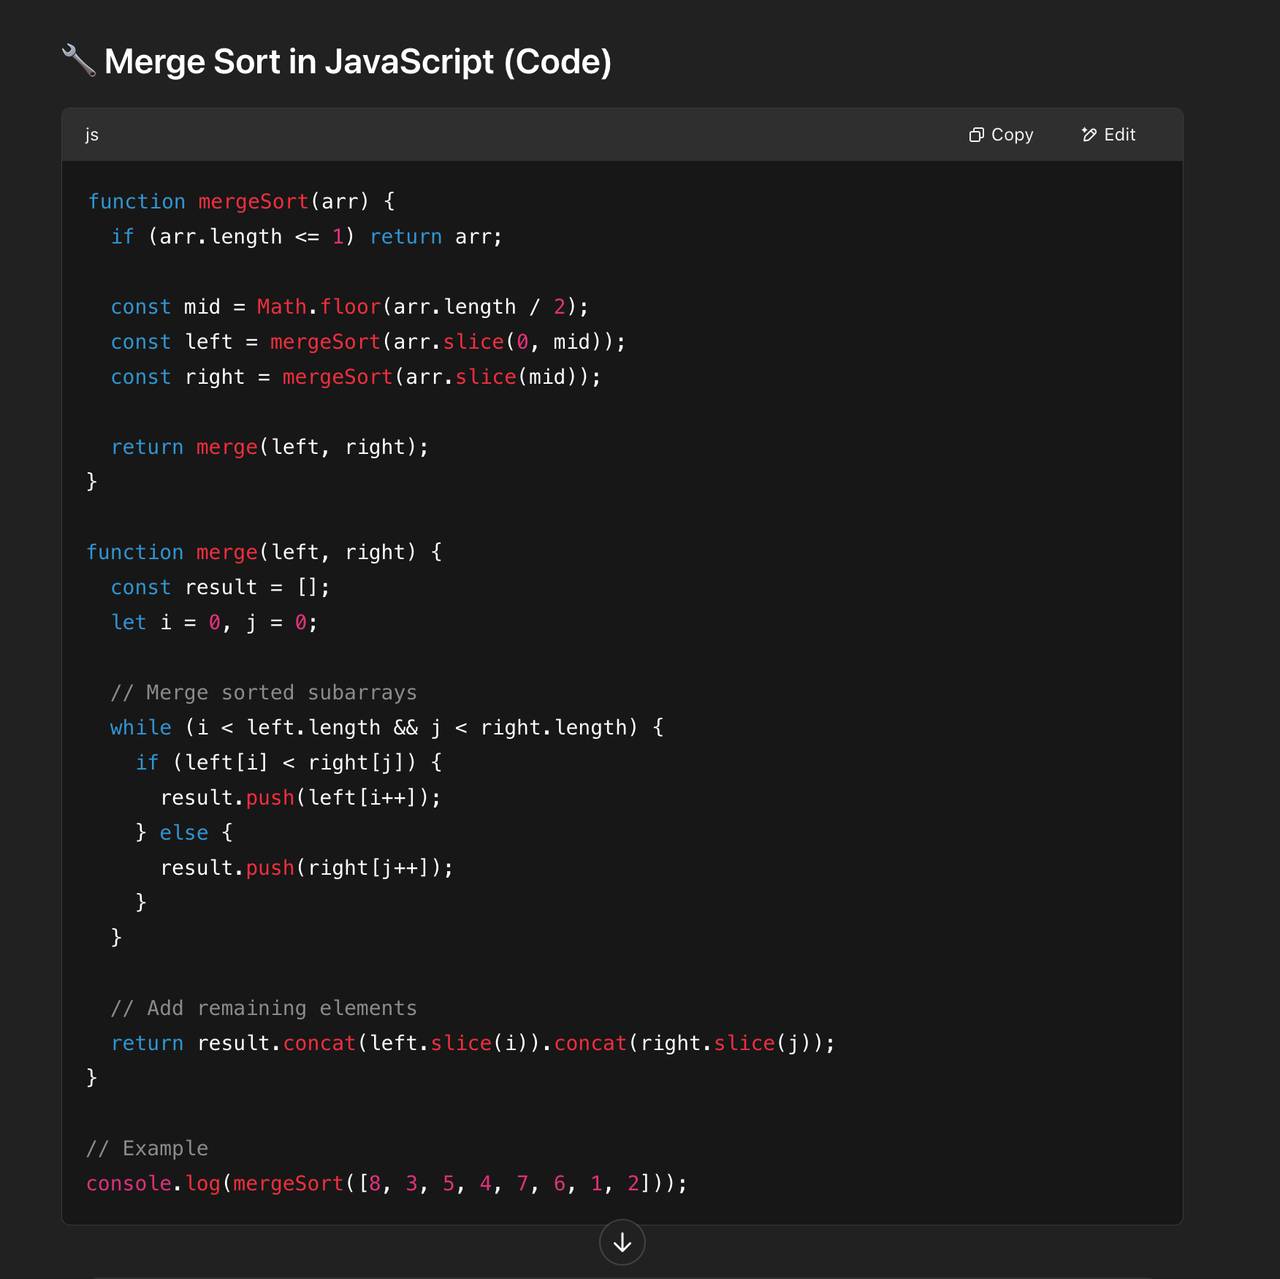 🔧 Merge Sort in JavaScript (Code)
js
Copy
Edit
function mergeSort(arr) {
  if (arr.length <= 1) return arr;

  const mid = Math.floor(arr.length / 2);
  const left = mergeSort(arr.slice(0, mid));
  const right = mergeSort(arr.slice(mid));

  return merge(left, right);
}

function merge(left, right) {
  const result = [];
  let i = 0, j = 0;

  // Merge sorted subarrays
  while (i < left.length && j < right.length) {
    if (left[i] < right[j]) {
      result.push(left[i++]);
    } else {
      result.push(right[j++]);
    }
  }

  // Add remaining elements
  return result.concat(left.slice(i)).concat(right.slice(j));
}

// Example
console.log(mergeSort([8, 3, 5, 4, 7, 6, 1, 2]));